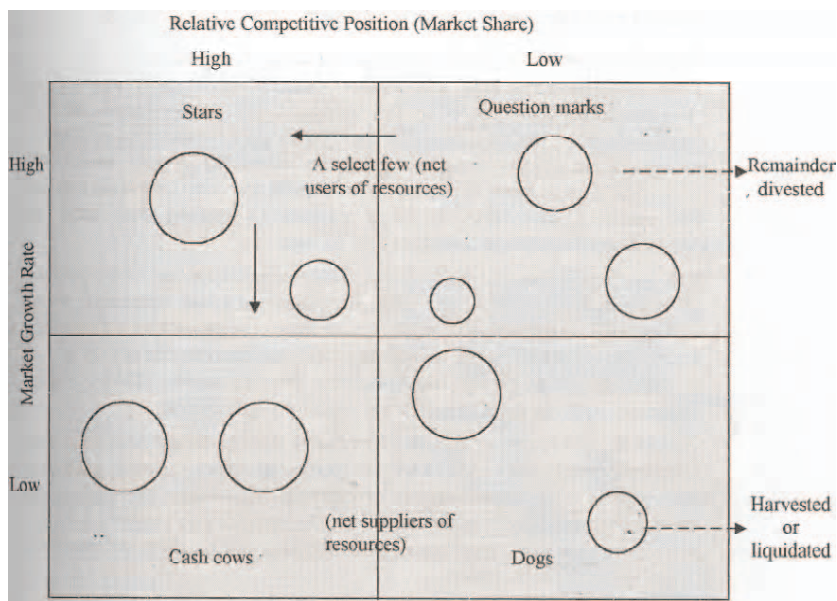 Relative Competitive Position (Market Share)
High
Low
Stars
Question marks
High
A select few (net
users of resources)
Remainder
divested
Market Growth Rate
Low
(net suppliers of
resources)
Harvested
or
liquidated
Cash cows
Dogs